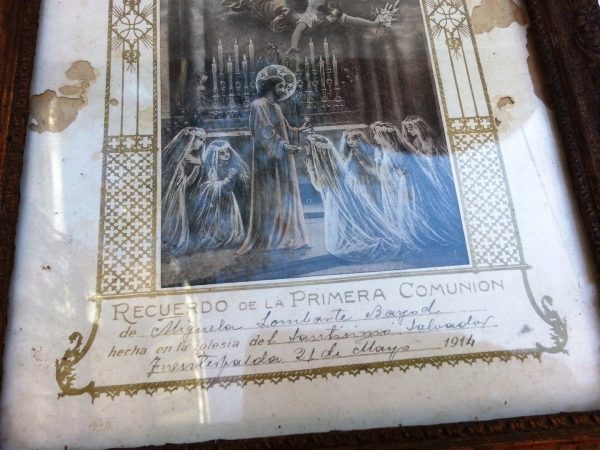 RECUERDO DE LA PRIMERA COMUNION
de Miguela Lombarte Bayod
hecha en la iglesia del Santísimo Salvador
Fuentespalda 21 de Mayo 1914